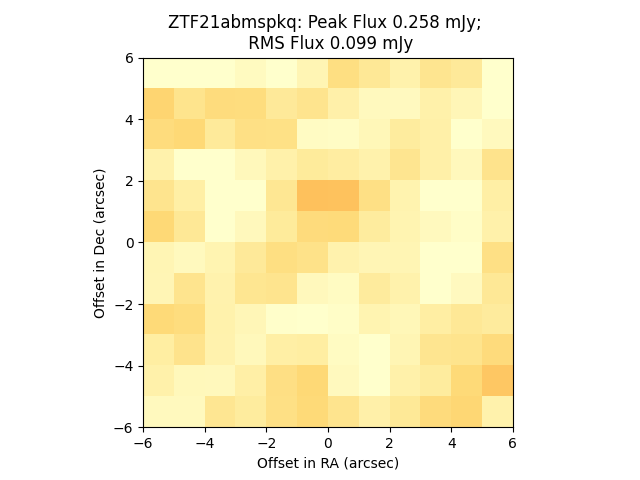 ZTF21abmspkq: Peak Flux 0.258 mJy;
RMS Flux 0.099 mJy
6
4
2
0
−2
−4
−6
Offset in Dec (arcsec)
−6 −4 −2 0 2 4 6
Offset in RA (arcsec)